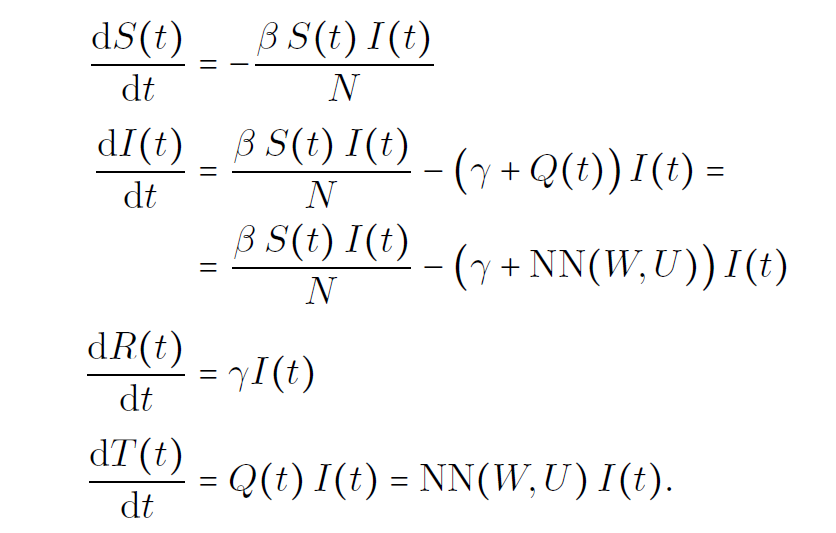 dS(t)/dt = −β S(t) I(t)/N
dI(t)/dt = β S(t) I(t)/N − (γ + Q(t)) I(t) =
= β S(t) I(t)/N − (γ + NN(W, U)) I(t)
dR(t)/dt = γI(t)
dT(t)/dt = Q(t) I(t) = NN(W, U) I(t).